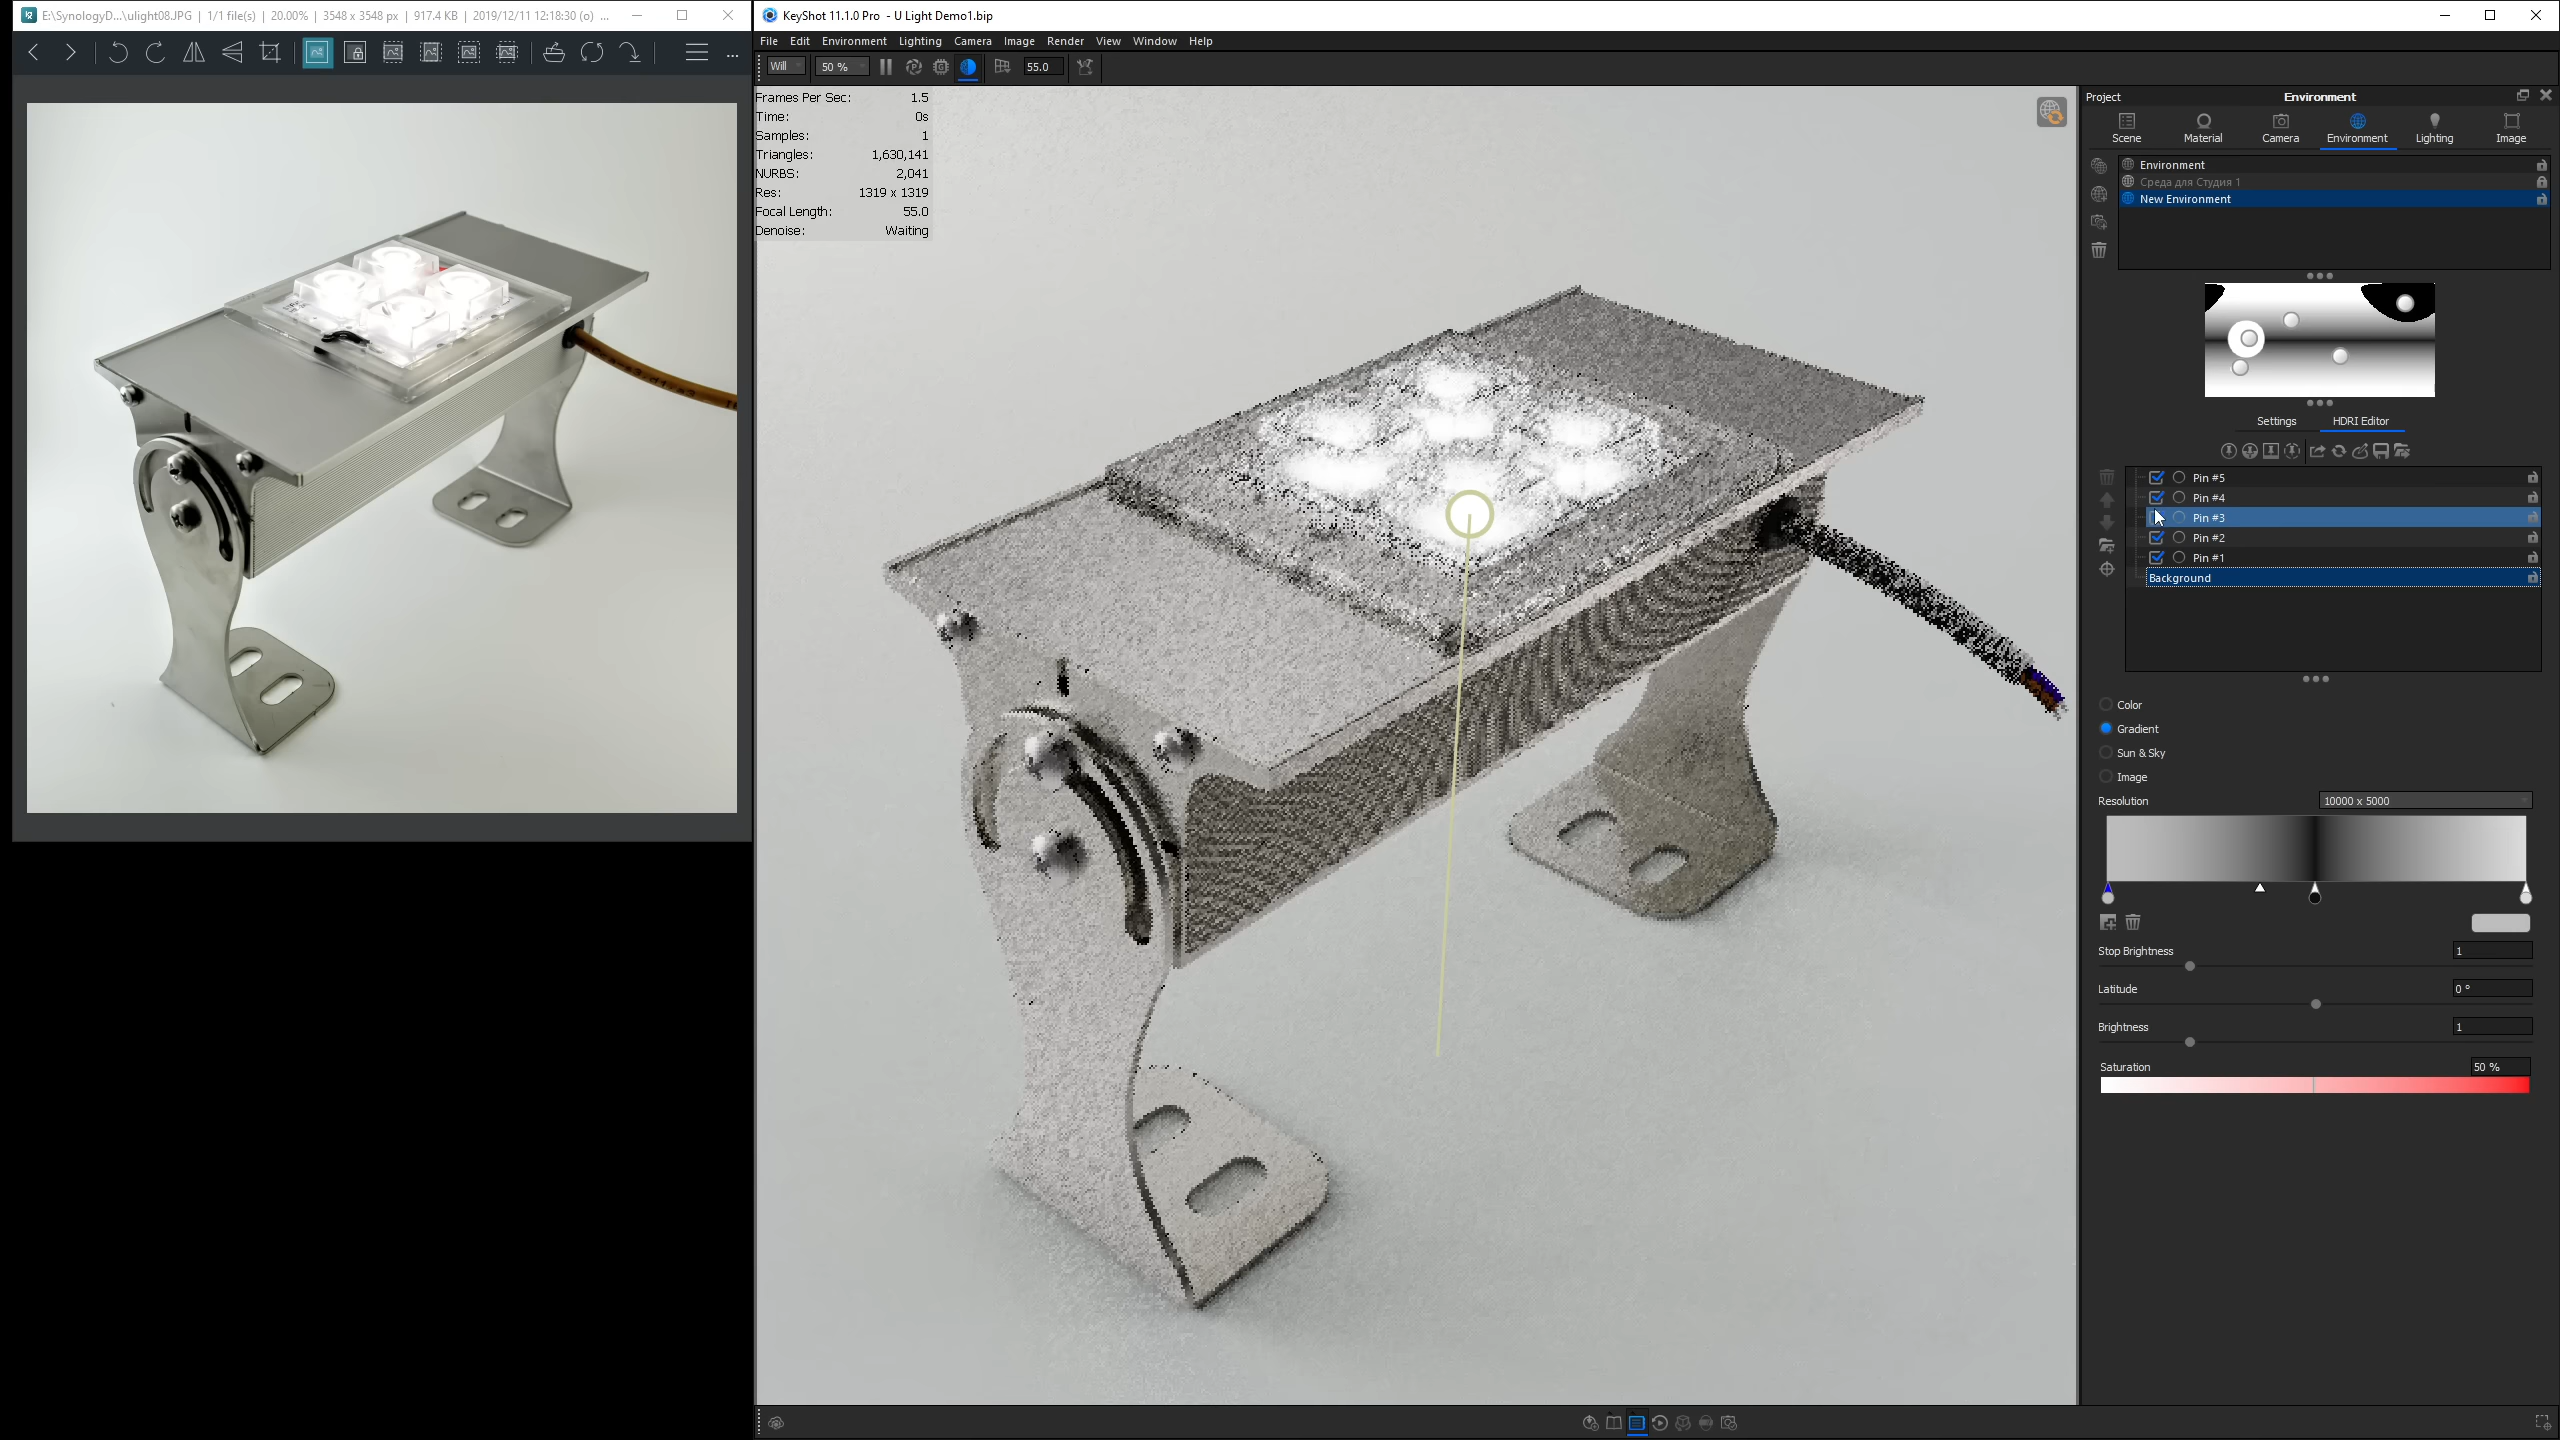 E:\SynologyD...\ulight08.JPG | 1/1 file(s) | 20.00% | 3548 x 3548 px | 917.4 KB | 2019/12/11 12:18:30 (o) ...
KeyShot 11.1.0 Pro - U Light Demo1.bip
File Edit Environment Lighting Camera Image Render View Window Help
Will 50 % 55.0
Frames Per Sec: 1.5
Time: 0s
Samples: 1
Triangles: 1,630,141
NURBS: 2,041
Res: 1319 x 1319
Focal Length: 55.0
Denoise: Waiting
Project Environment
Scene Material Camera Environment Lighting Image
Environment
Среда для Студия 1
New Environment
Settings HDRI Editor
Pin #5
Pin #4
Pin #3
Pin #2
Pin #1
Background
Color
Gradient
Sun & Sky
Image
Resolution 10000 x 5000
Stop Brightness 1
Latitude 0 °
Brightness 1
Saturation 50 %